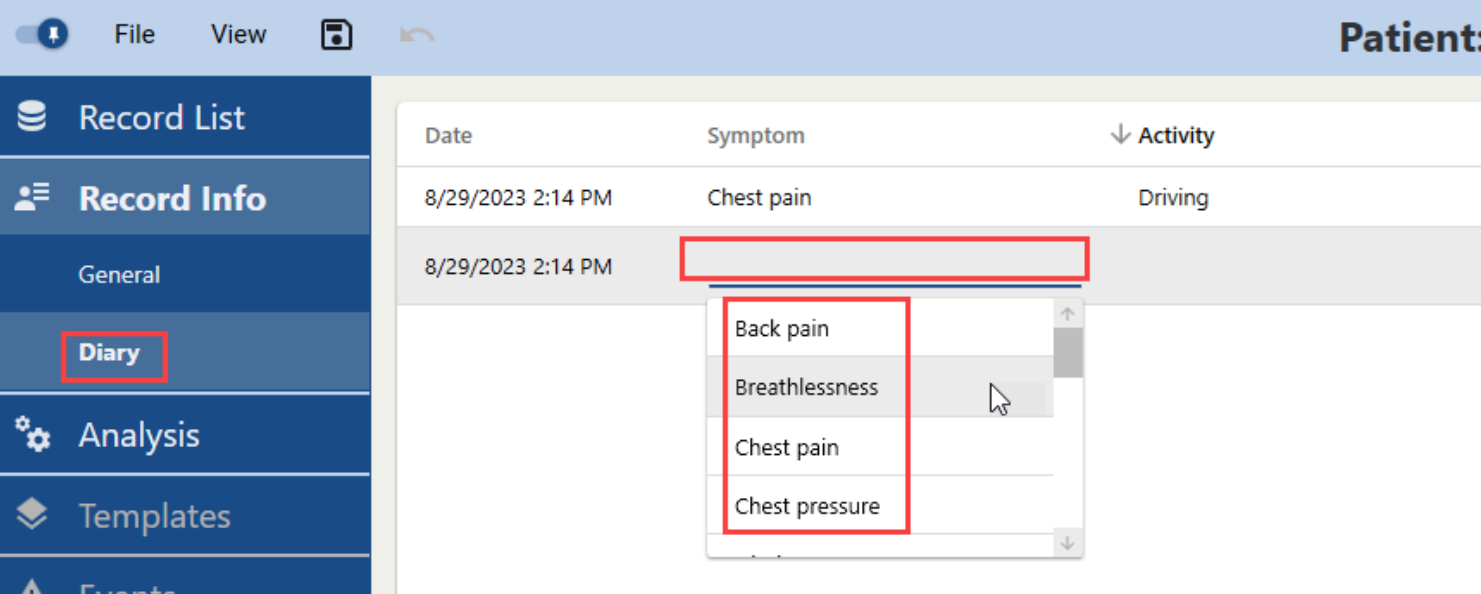 File View
Patient:
Record List
Record Info
General
Diary
Analysis
Templates
Events
Date Symptom Activity
8/29/2023 2:14 PM Chest pain Driving
8/29/2023 2:14 PM
Back pain
Breathlessness
Chest pain
Chest pressure